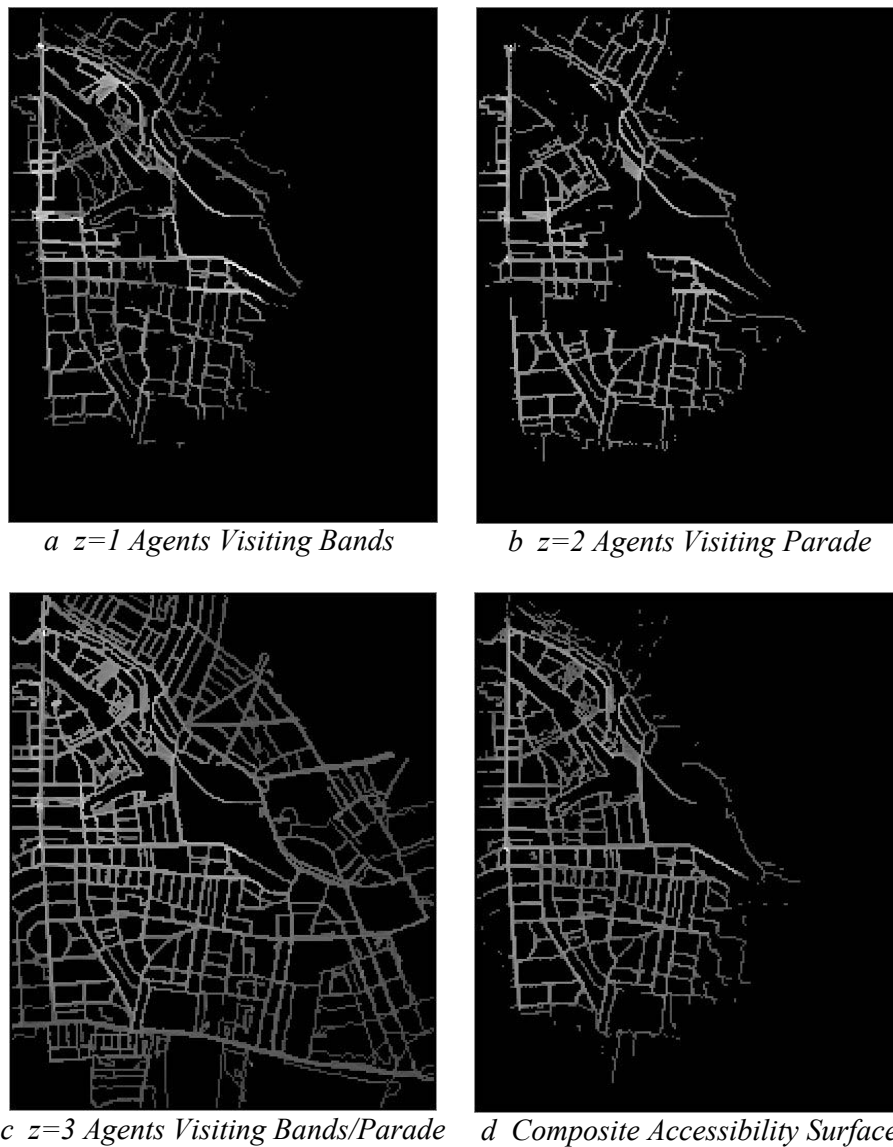 a z=1 Agents Visiting Bands
b z=2 Agents Visiting Parade
c z=3 Agents Visiting Bands/Parade
d Composite Accessibility Surface